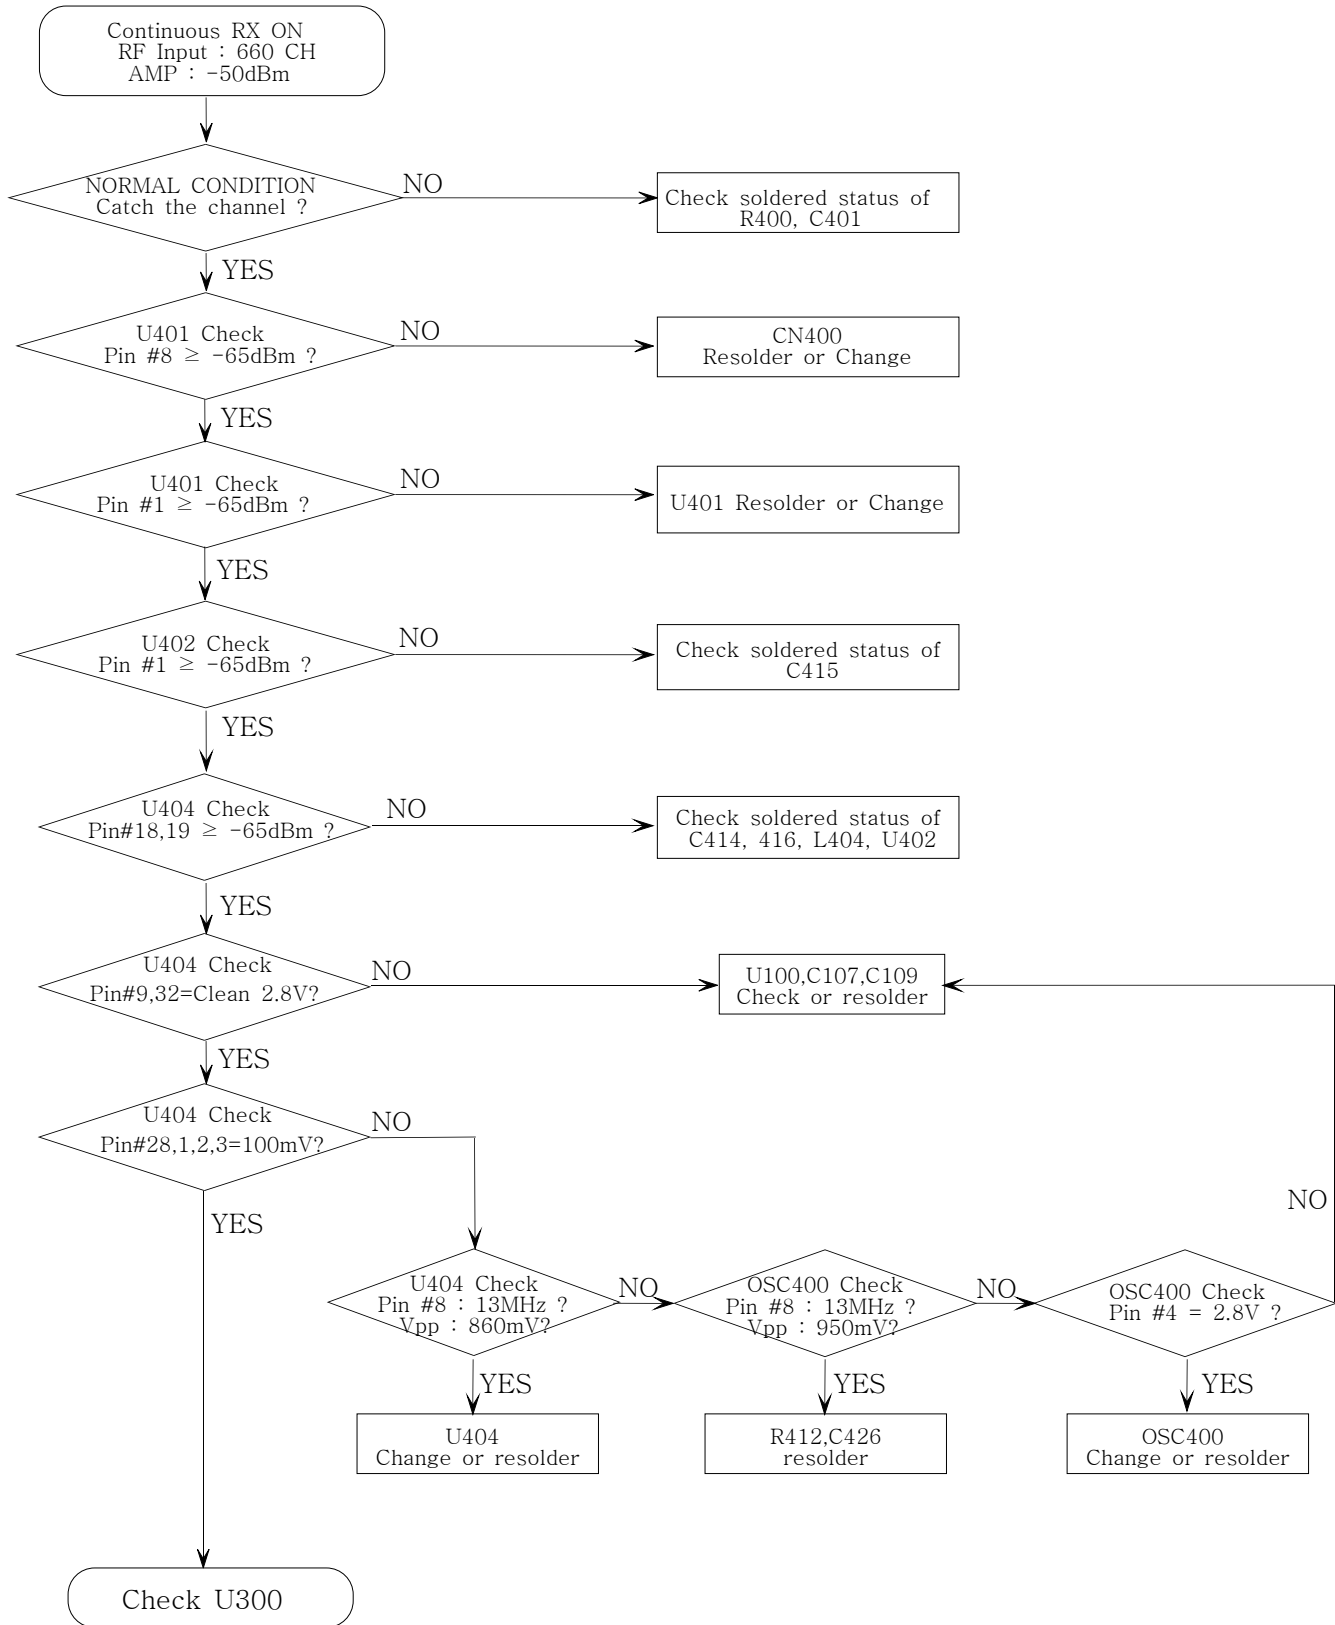 Continuous RX ON
RF Input : 660 CH
AMP : -50dBm
NORMAL CONDITION
Catch the channel ?
NO
Check soldered status of
R400, C401
YES
U401 Check
Pin #8 ≥ -65dBm ?
NO
CN400
Resolder or Change
YES
U401 Check
Pin #1 ≥ -65dBm ?
NO
U401 Resolder or Change
YES
U402 Check
Pin #1 ≥ -65dBm ?
NO
Check soldered status of
C415
YES
U404 Check
Pin#18,19 ≥ -65dBm ?
NO
Check soldered status of
C414, 416, L404, U402
YES
U404 Check
Pin#9,32=Clean 2.8V?
NO
U100,C107,C109
Check or resolder
YES
U404 Check
Pin#28,1,2,3=100mV?
NO
YES
U404 Check
Pin #8 : 13MHz ?
Vpp : 860mV?
NO
OSC400 Check
Pin #8 : 13MHz ?
Vpp : 950mV?
NO
OSC400 Check
Pin #4 = 2.8V ?
NO
YES
U404
Change or resolder
YES
R412,C426
resolder
YES
OSC400
Change or resolder
Check U300